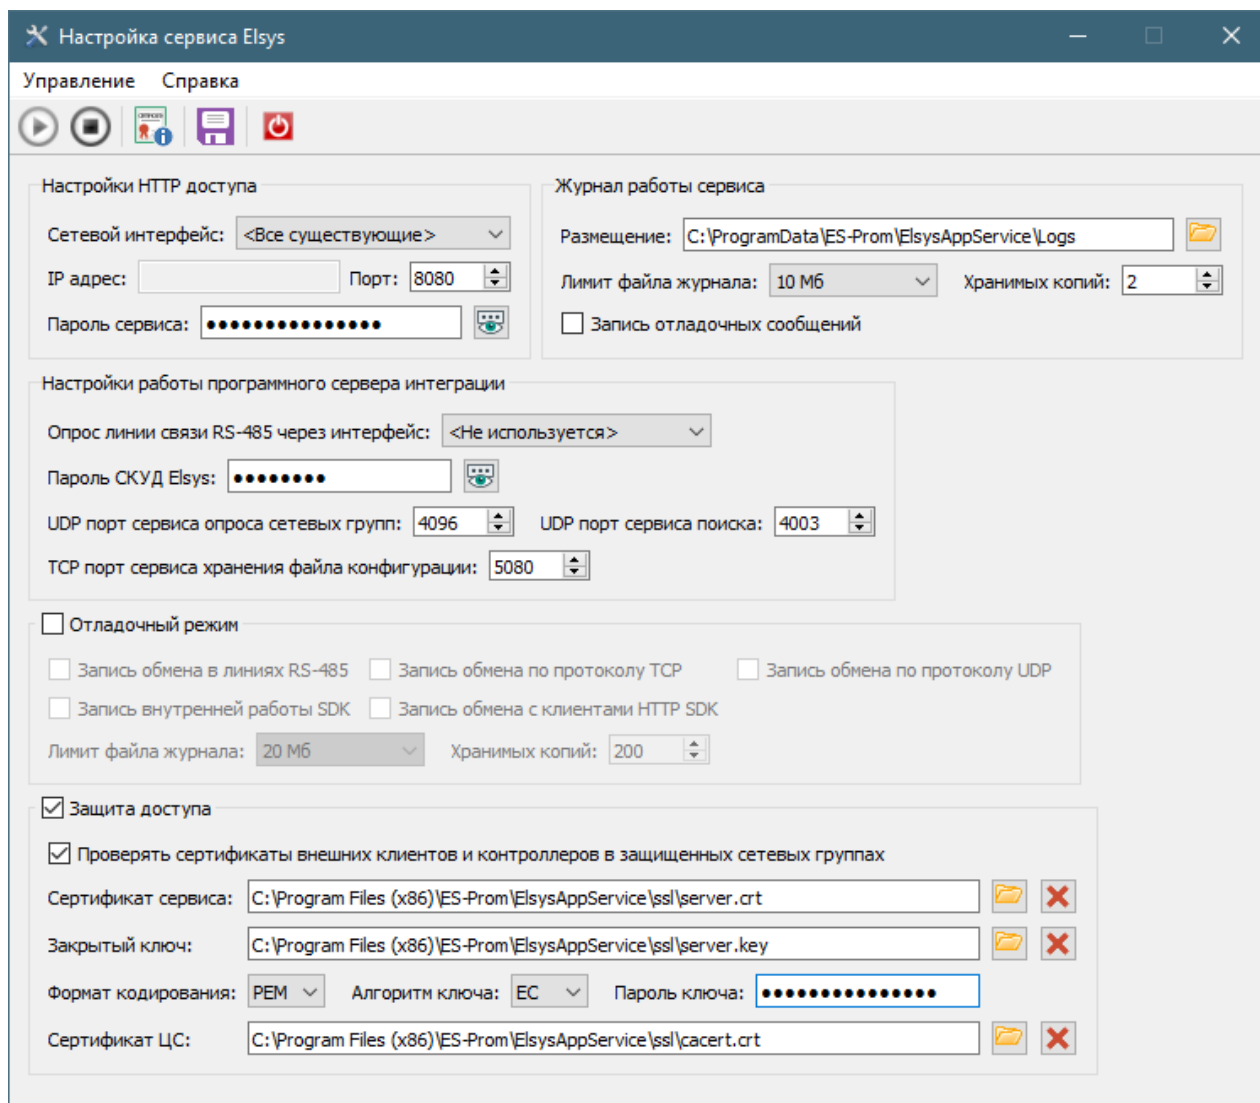 Настройка сервиса Elsys
Управление Справка
Настройки HTTP доступа
Сетевой интерфейс: <Все существующие>
IP адрес: Порт: 8080
Пароль сервиса: ●●●●●●●●●●●●●●●
Журнал работы сервиса
Размещение: C:\ProgramData\ES-Prom\ElsysAppService\Logs
Лимит файла журнала: 10 Мб Хранимых копий: 2
Запись отладочных сообщений
Настройки работы программного сервера интеграции
Опрос линии связи RS-485 через интерфейс: <Не используется>
Пароль СКУД Elsys: ●●●●●●●●
UDP порт сервиса опроса сетевых групп: 4096 UDP порт сервиса поиска: 4003
TCP порт сервиса хранения файла конфигурации: 5080
Отладочный режим
Запись обмена в линиях RS-485 Запись обмена по протоколу TCP Запись обмена по протоколу UDP
Запись внутренней работы SDK Запись обмена с клиентами HTTP SDK
Лимит файла журнала: 20 Мб Хранимых копий: 200
Защита доступа
Проверять сертификаты внешних клиентов и контроллеров в защищенных сетевых группах
Сертификат сервиса: C:\Program Files (x86)\ES-Prom\ElsysAppService\ssl\server.crt
Закрытый ключ: C:\Program Files (x86)\ES-Prom\ElsysAppService\ssl\server.key
Формат кодирования: PEM Алгоритм ключа: EC Пароль ключа: ●●●●●●●●●●●●●●●
Сертификат ЦС: C:\Program Files (x86)\ES-Prom\ElsysAppService\ssl\cacert.crt